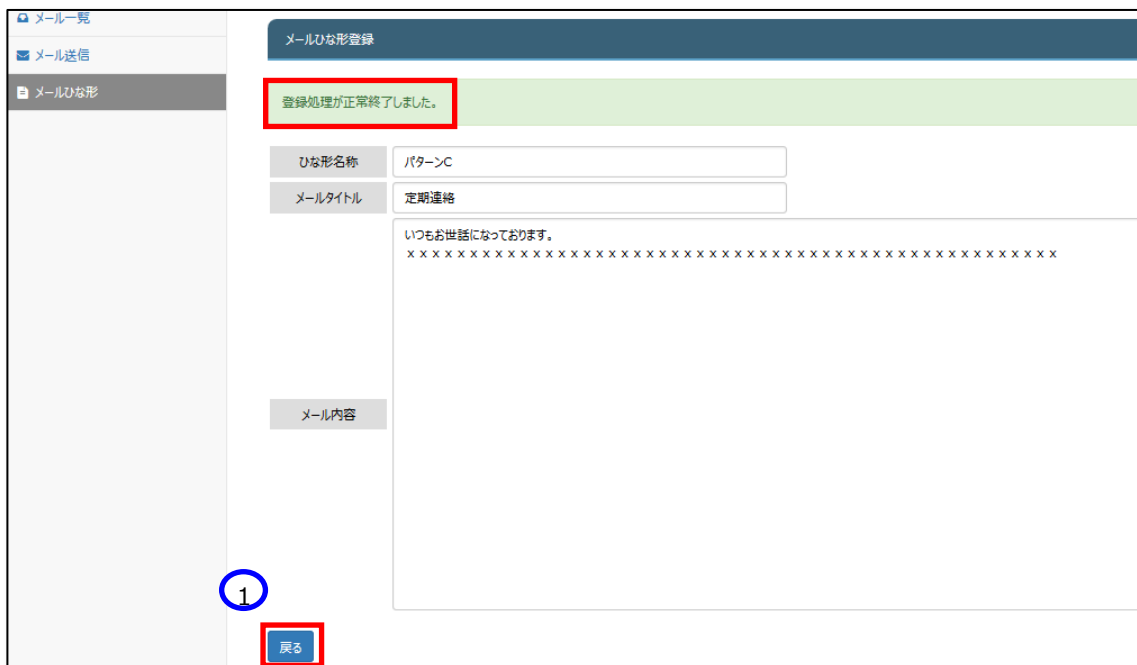 メール一覧
メール送信
メールひな形
メールひな形登録
登録処理が正常終了しました。
ひな形名称
パターンC
メールタイトル
定期連絡
メール内容
いつもお世話になっております。
ｘｘｘｘｘｘｘｘｘｘｘｘｘｘｘｘｘｘｘｘｘｘｘｘｘｘｘｘｘｘｘｘｘｘｘｘｘｘｘｘｘｘｘｘｘｘｘｘｘｘｘｘ
1
戻る